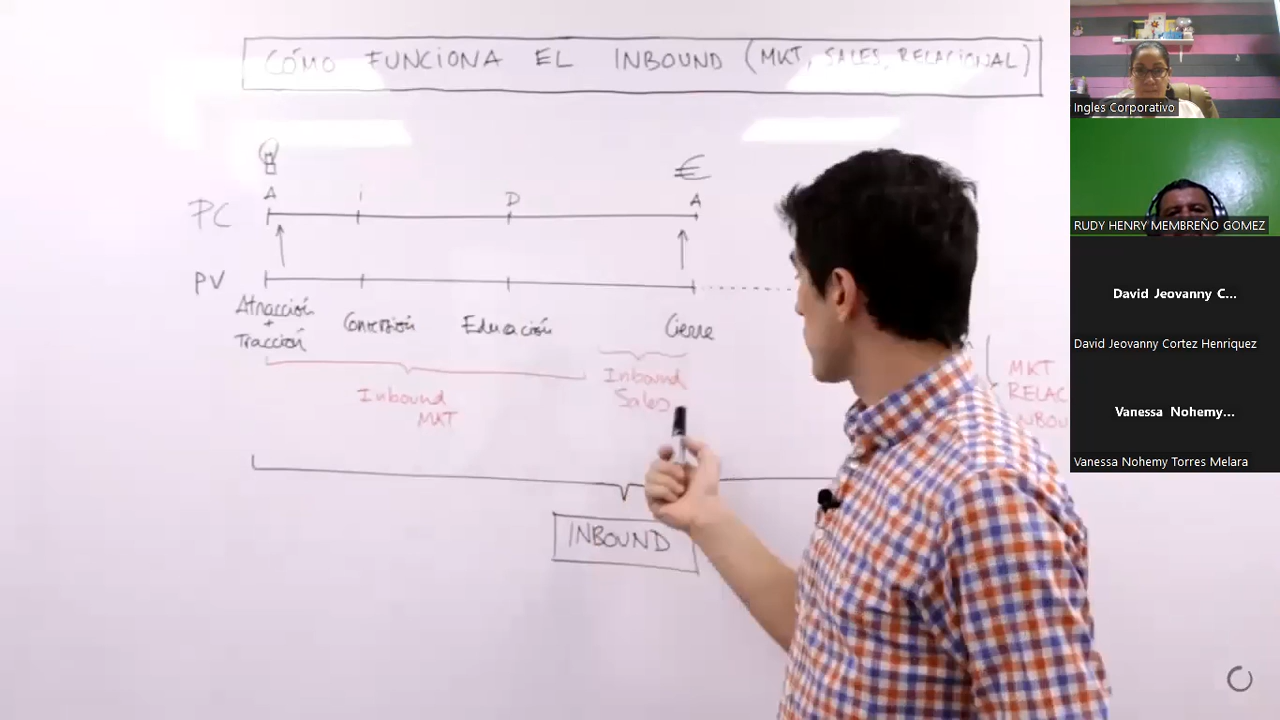 CÓMO FUNCIONA EL INBOUND (MKT, SALES, RELACIONAL)
€
A i D A
PC
PV
Atracción + Tracción
Conversión
Educación
Cierre
Inbound
MKT
Inbound
Sales
MKT
RELAC
INBOUND
Ingles Corporativo
RUDY HENRY MEMBREÑO GOMEZ
David Jeovanny C...
David Jeovanny Cortez Henriquez
Vanessa Nohemy...
Vanessa Nohemy Torres Melara